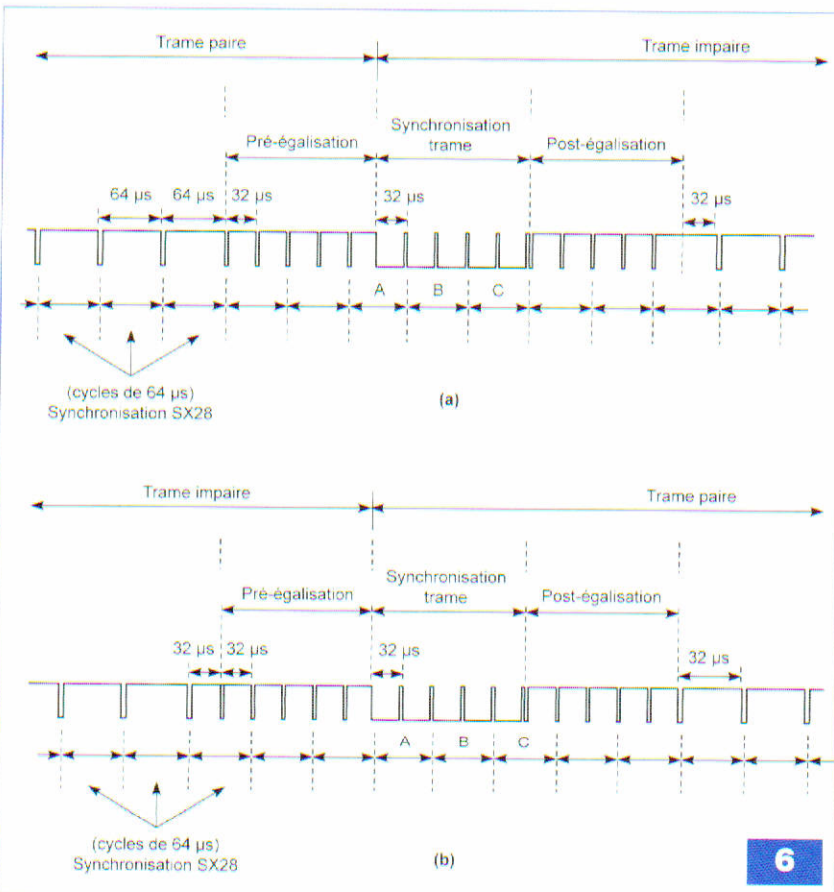 Trame paire
Trame impaire
Pré-égalisation
Synchronisation
trame
Post-égalisation
64 µs
64 µs
32 µs
32 µs
32 µs
A
B
C
(cycles de 64 µs)
Synchronisation SX28
(a)
Trame impaire
Trame paire
Pré-égalisation
Synchronisation
trame
Post-égalisation
32 µs
32 µs
32 µs
32 µs
A
B
C
(cycles de 64 µs)
Synchronisation SX28
(b)
6